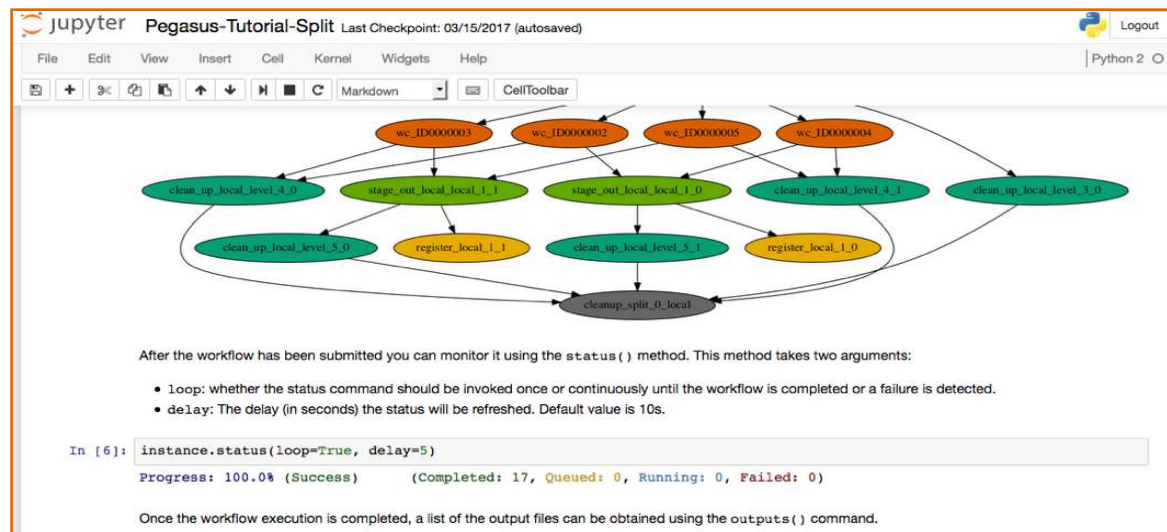 jupyter Pegasus-Tutorial-Split Last Checkpoint: 03/15/2017 (autosaved)
Logout
File Edit View Insert Cell Kernel Widgets Help
Python 2
Markdown CellToolbar
wc_ID0000003 wc_ID0000002 wc_ID0000005 wc_ID0000004
clean_up_local_level_4_0 stage_out_local_local_1_1 stage_out_local_local_1_0 clean_up_local_level_4_1 clean_up_local_level_3_0
clean_up_local_level_5_0 register_local_1_1 clean_up_local_level_5_1 register_local_1_0
cleanup_split_0_local
After the workflow has been submitted you can monitor it using the status() method. This method takes two arguments:
• loop: whether the status command should be invoked once or continuously until the workflow is completed or a failure is detected.
• delay: The delay (in seconds) the status will be refreshed. Default value is 10s.
In [6]: instance.status(loop=True, delay=5)
Progress: 100.0% (Success) (Completed: 17, Queued: 0, Running: 0, Failed: 0)
Once the workflow execution is completed, a list of the output files can be obtained using the outputs() command.